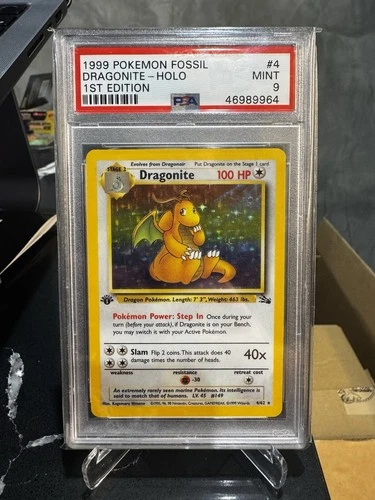 1999 POKEMON FOSSIL #4
DRAGONITE - HOLO MINT
1ST EDITION 9
PSA 46989964
Evolves from Dragonair Put Dragonite on the Stage 1 card
STAGE 2
Dragonite 100 HP
Dragon Pokémon. Length: 7' 3", Weight: 463 lbs.
Pokémon Power: Step In Once during your
turn (before your attack), if Dragonite is on your Bench,
you may switch it with your Active Pokémon.
Slam Flip 2 coins. This attack does 40
damage times the number of heads. 40x
weakness resistance retreat cost
-30
An extremely rarely seen marine Pokémon. Its intelligence is
said to match that of humans. LV. 45 #149
4/62